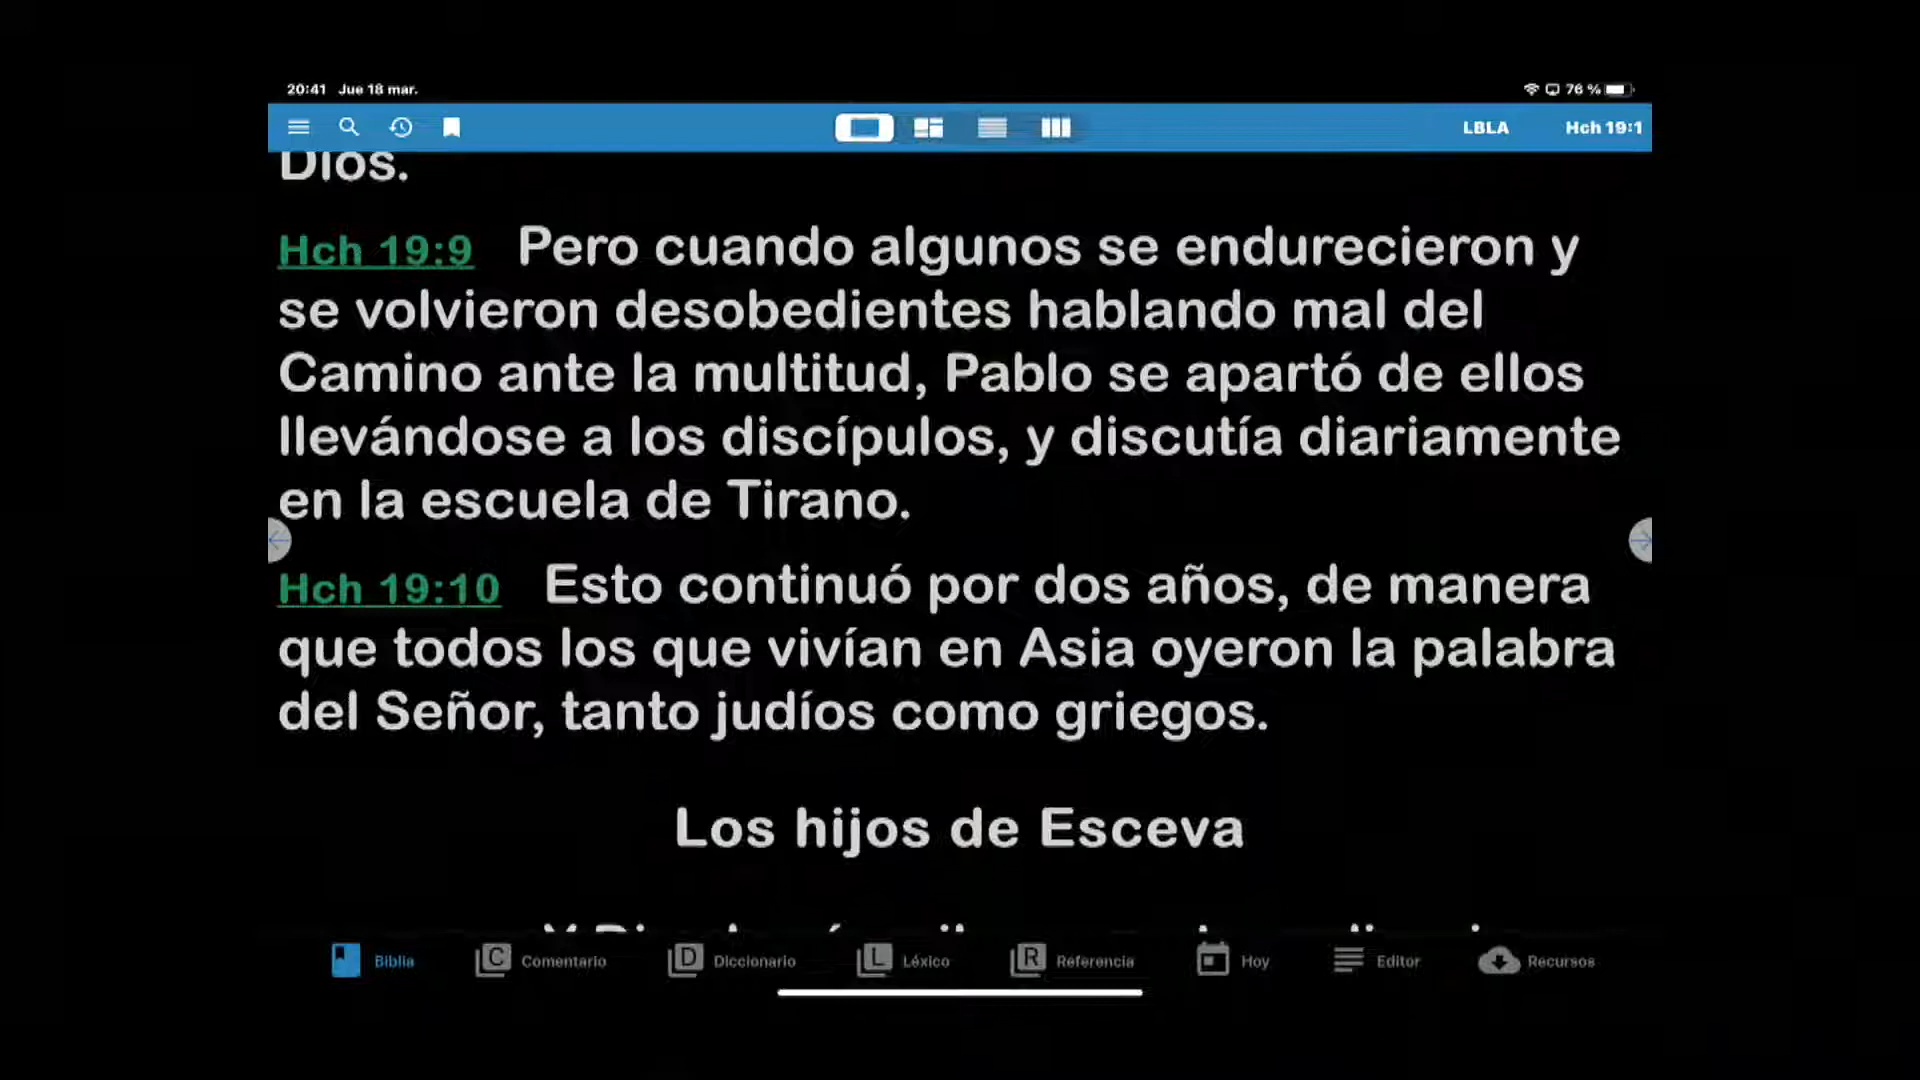 20:41 Jue 18 mar.
76 %
LBLA Hch 19:1
Dios.
Hch 19:9 Pero cuando algunos se endurecieron y
se volvieron desobedientes hablando mal del
Camino ante la multitud, Pablo se apartó de ellos
llevándose a los discípulos, y discutía diariamente
en la escuela de Tirano.
Hch 19:10 Esto continuó por dos años, de manera
que todos los que vivían en Asia oyeron la palabra
del Señor, tanto judíos como griegos.
Los hijos de Esceva
Biblia C Comentario D Diccionario L Léxico R Referencia Hoy Editor Recursos